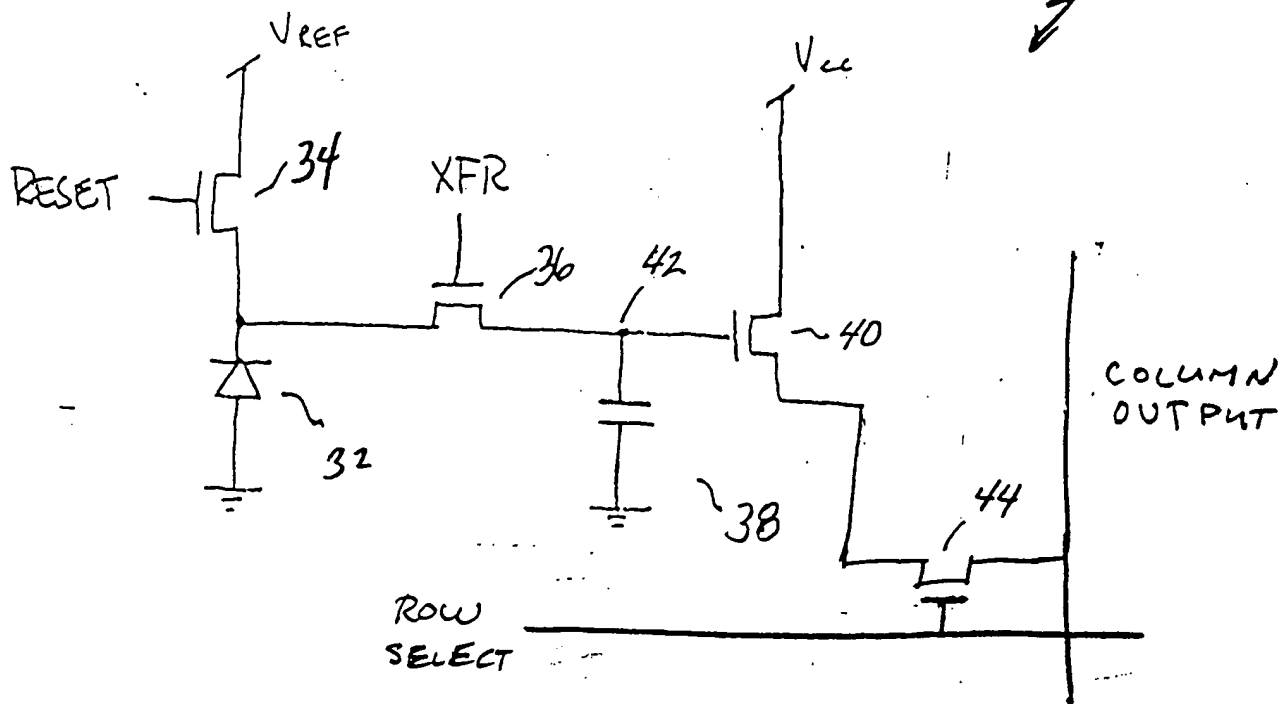 VREF
Vcc
RESET
34
XFR
36
42
40
COLUMN
OUTPUT
32
38
44
ROW
SELECT